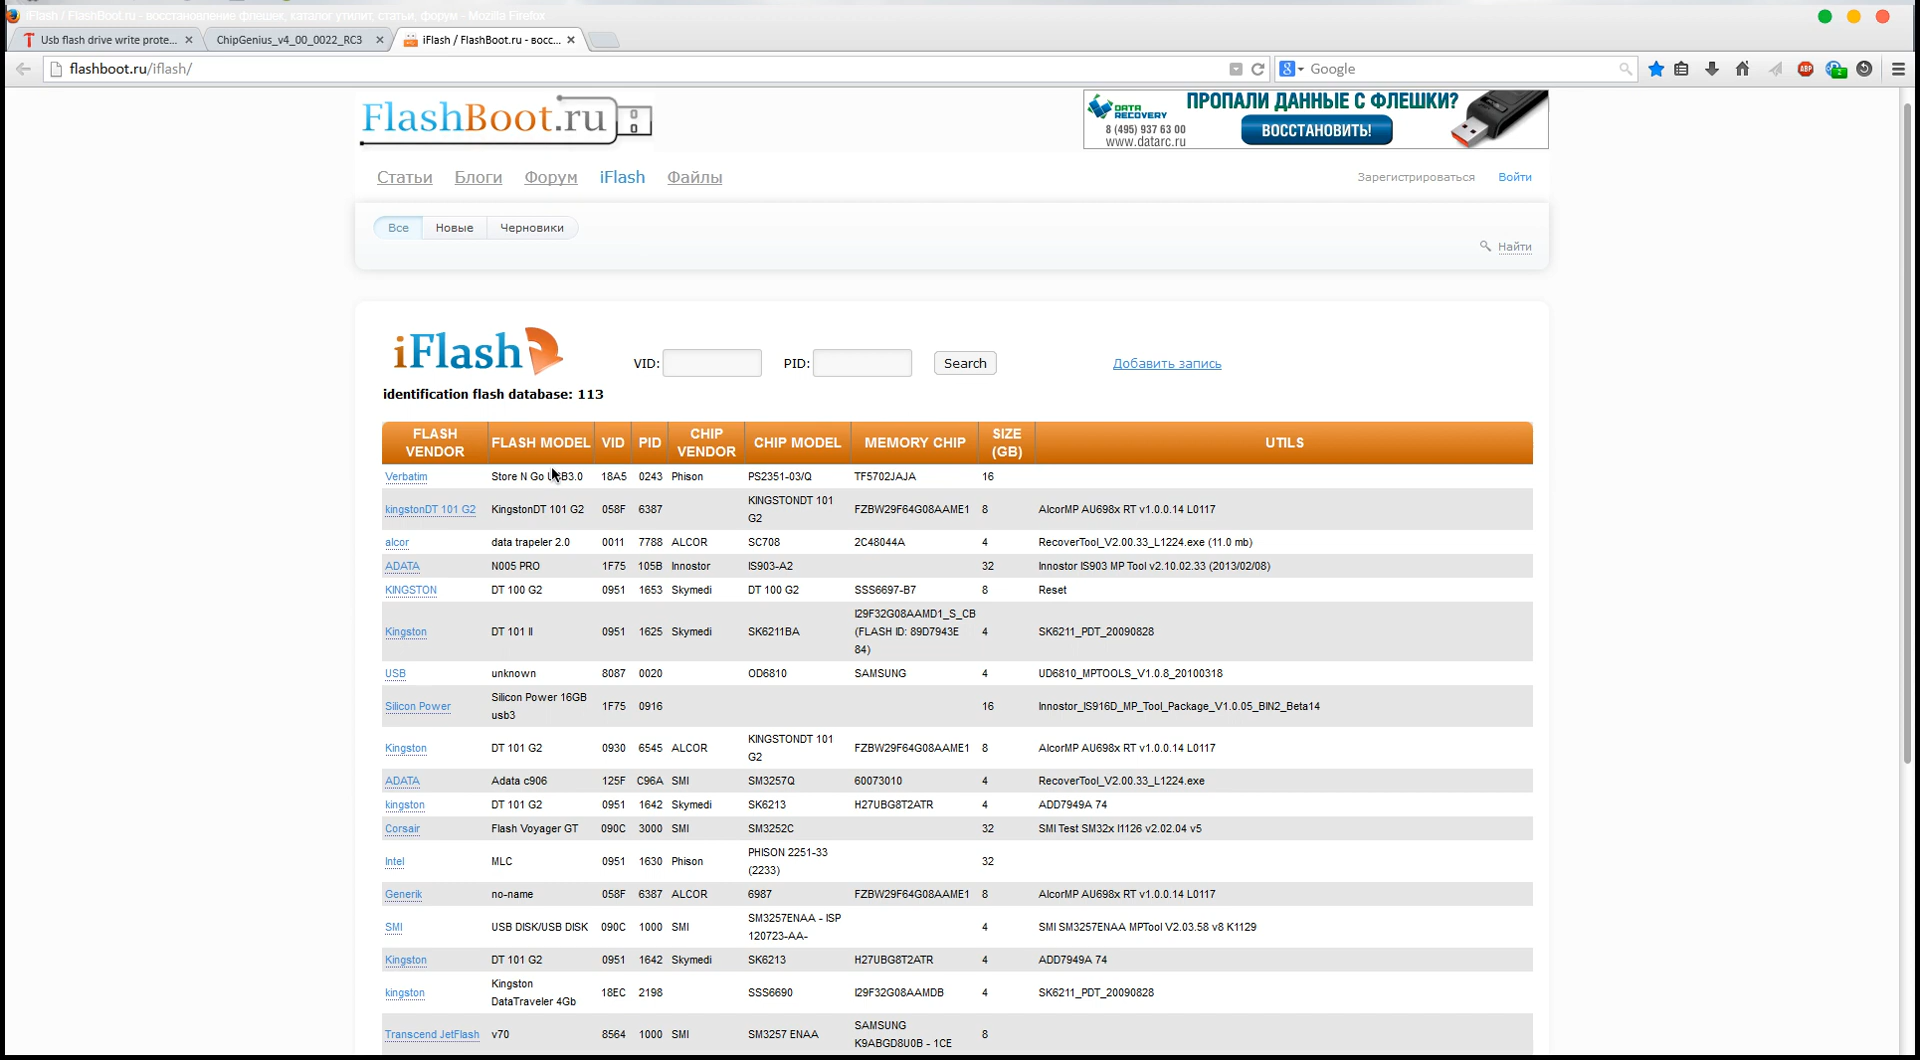 iFlash / FlashBoot.ru - восстановление флешек, каталог утилит, статьи, форум - Mozilla Firefox
Usb flash drive write prote...
ChipGenius_v4_00_0022_RC3
iFlash / FlashBoot.ru - восс...
flashboot.ru/iflash/
Google
FlashBoot.ru
DATA RECOVERY
8 (495) 937 63 00
www.datarc.ru
ПРОПАЛИ ДАННЫЕ С ФЛЕШКИ?
ВОССТАНОВИТЬ!
Статьи Блоги Форум iFlash Файлы
Зарегистрироваться Войти
Все Новые Черновики
Найти
iFlash
VID: PID: Search
Добавить запись
identification flash database: 113
FLASH VENDOR FLASH MODEL VID PID CHIP VENDOR CHIP MODEL MEMORY CHIP SIZE (GB) UTILS
Verbatim Store N Go USB3.0 18A5 0243 Phison PS2351-03/Q TF5702JAJA 16
kingstonDT 101 G2 KingstonDT 101 G2 058F 6387 KINGSTONDT 101 G2 FZBW29F64G08AAME1 8 AlcorMP AU698x RT v1.0.0.14 L0117
alcor data trapeler 2.0 0011 7788 ALCOR SC708 2C48044A 4 RecoverTool_V2.00.33_L1224.exe (11.0 mb)
ADATA N005 PRO 1F75 105B Innostor IS903-A2 32 Innostor IS903 MP Tool v2.10.02.33 (2013/02/08)
KINGSTON DT 100 G2 0951 1653 Skymedi DT 100 G2 SSS6697-B7 8 Reset
Kingston DT 101 II 0951 1625 Skymedi SK6211BA I29F32G08AAMD1_S_CB (FLASH ID: 89D7943E 84) 4 SK6211_PDT_20090828
USB unknown 8087 0020 OD6810 SAMSUNG 4 UD6810_MPTOOLS_V1.0.8_20100318
Silicon Power Silicon Power 16GB usb3 1F75 0916 16 Innostor_IS916D_MP_Tool_Package_V1.0.05_BIN2_Beta14
Kingston DT 101 G2 0930 6545 ALCOR KINGSTONDT 101 G2 FZBW29F64G08AAME1 8 AlcorMP AU698x RT v1.0.0.14 L0117
ADATA Adata c906 125F C96A SMI SM3257Q 60073010 4 RecoverTool_V2.00.33_L1224.exe
kingston DT 101 G2 0951 1642 Skymedi SK6213 H27UBG8T2ATR 4 ADD7949A 74
Corsair Flash Voyager GT 090C 3000 SMI SM3252C 32 SMI Test SM32x I1126 v2.02.04 v5
Intel MLC 0951 1630 Phison PHISON 2251-33 (2233) 32
Generik no-name 058F 6387 ALCOR 6987 FZBW29F64G08AAME1 8 AlcorMP AU698x RT v1.0.0.14 L0117
SMI USB DISK/USB DISK 090C 1000 SMI SM3257ENAA - ISP 120723-AA- 4 SMI SM3257ENAA MPTool V2.03.58 v8 K1129
Kingston DT 101 G2 0951 1642 Skymedi SK6213 H27UBG8T2ATR 4 ADD7949A 74
kingston Kingston DataTraveler 4Gb 18EC 2198 SSS6690 I29F32G08AAMDB 4 SK6211_PDT_20090828
Transcend JetFlash v70 8564 1000 SMI SM3257 ENAA SAMSUNG K9ABGD8U0B - 1CE 8